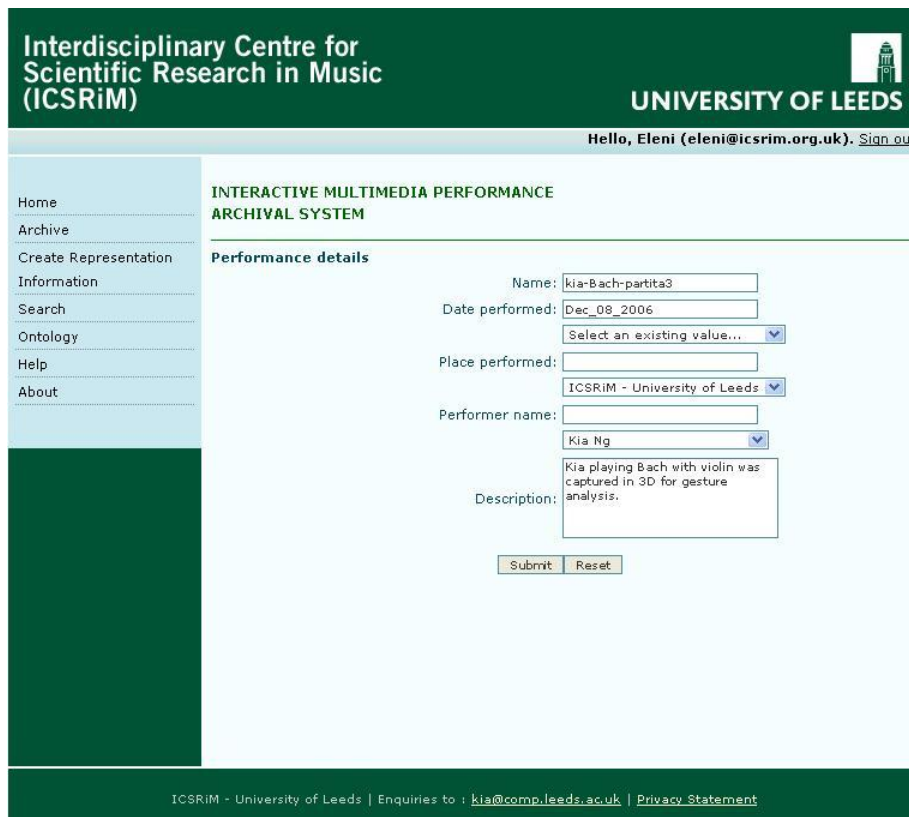 Interdisciplinary Centre for
Scientific Research in Music
(ICSRiM)
UNIVERSITY OF LEEDS
Hello, Eleni (eleni@icsrim.org.uk). Sign ou
Home
Archive
Create Representation
Information
Search
Ontology
Help
About
INTERACTIVE MULTIMEDIA PERFORMANCE
ARCHIVAL SYSTEM
Performance details
Name: kia-Bach-partita3
Date performed: Dec_08_2006
Select an existing value...
Place performed:
ICSRiM - University of Leeds
Performer name:
Kia Ng
Description:
Kia playing Bach with violin was
captured in 3D for gesture
analysis.
Submit Reset
ICSRiM - University of Leeds | Enquiries to : kia@comp.leeds.ac.uk | Privacy Statement